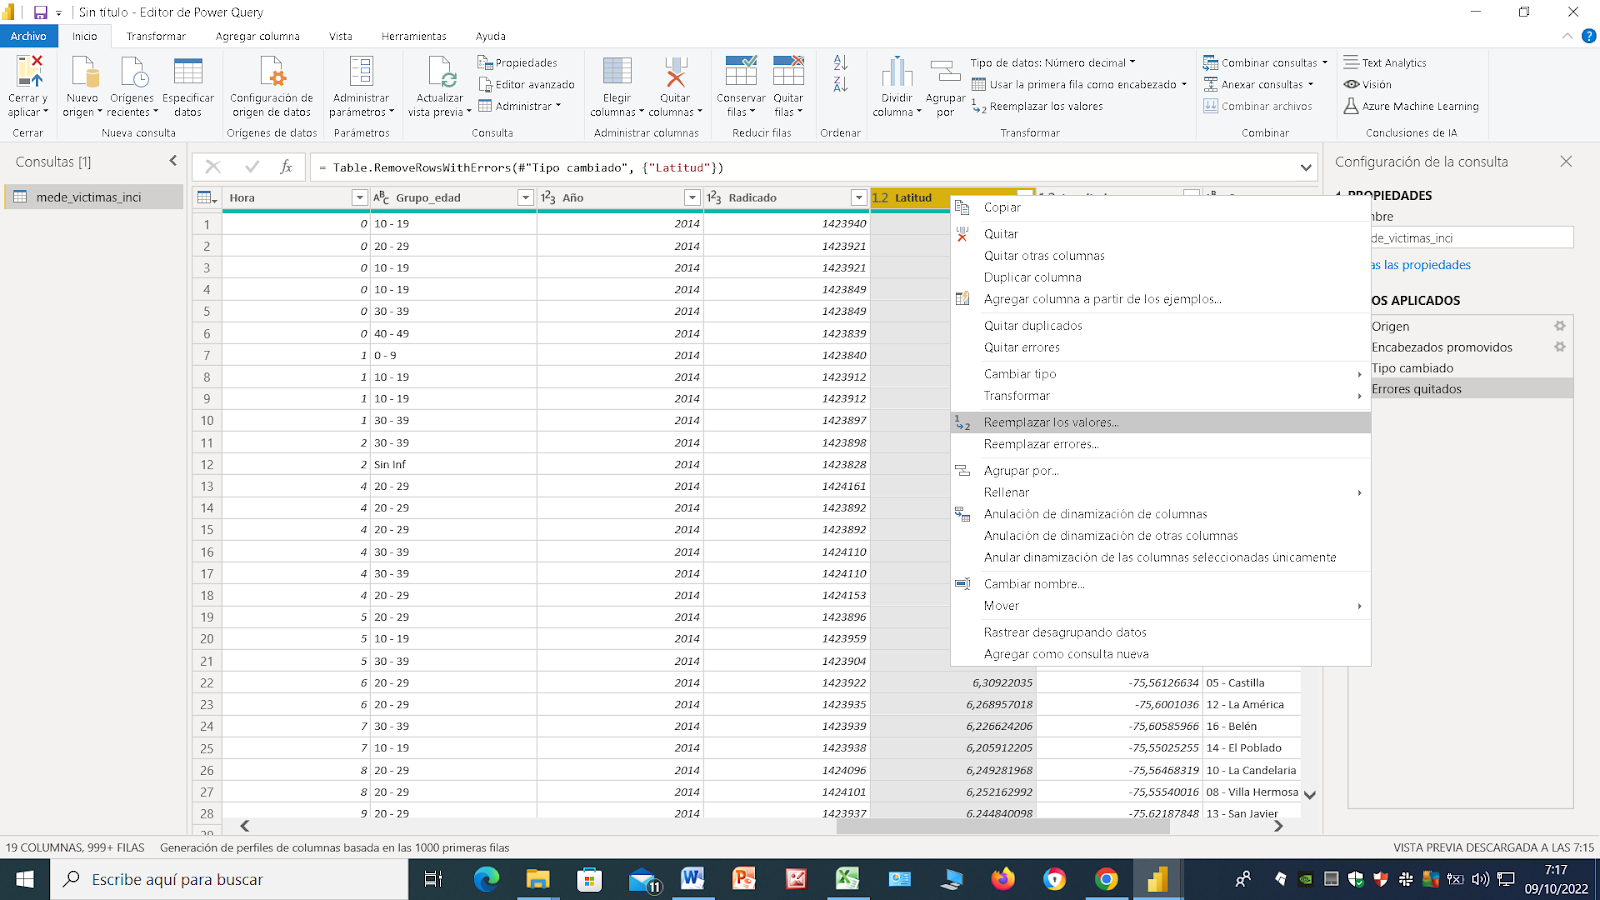 Sin título - Editor de Power Query
Archivo Inicio Transformar Agregar columna Vista Herramientas Ayuda
Cerrar y aplicar
Nuevo origen
Orígenes recientes
Especificar datos
Configuración de origen de datos
Administrar parámetros
Actualizar vista previa
Propiedades
Editor avanzado
Administrar
Elegir columnas
Quitar columnas
Conservar filas
Quitar filas
Dividir columna
Agrupar por
Tipo de datos: Número decimal
Usar la primera fila como encabezado
Reemplazar los valores
Combinar consultas
Anexar consultas
Combinar archivos
Text Analytics
Visión
Azure Machine Learning
Cerrar Nueva consulta Orígenes de datos Parámetros Consulta Administrar columnas Reducir filas Ordenar Transformar Combinar Conclusiones de IA
Consultas [1]
mede_victimas_inci
fx = Table.RemoveRowsWithErrors(#"Tipo cambiado", {"Latitud"})
Hora ABC Grupo_edad 123 Año 123 Radicado 1.2 Latitud
1 0 10 - 19 2014 1423940
2 0 20 - 29 2014 1423921
3 0 10 - 19 2014 1423921
4 0 10 - 19 2014 1423849
5 0 30 - 39 2014 1423849
6 0 40 - 49 2014 1423839
7 1 0 - 9 2014 1423840
8 1 10 - 19 2014 1423912
9 1 10 - 19 2014 1423912
10 1 30 - 39 2014 1423897
11 2 30 - 39 2014 1423898
12 2 Sin Inf 2014 1423828
13 4 20 - 29 2014 1424161
14 4 20 - 29 2014 1423892
15 4 20 - 29 2014 1423892
16 4 30 - 39 2014 1424110
17 4 30 - 39 2014 1424110
18 4 20 - 29 2014 1424153
19 5 20 - 29 2014 1423896
20 5 10 - 19 2014 1423959
21 5 30 - 39 2014 1423904
22 6 20 - 29 2014 1423922 6,30922035 -75,56126634 05 - Castilla
23 6 20 - 29 2014 1423935 6,268957018 -75,6001036 12 - La América
24 7 30 - 39 2014 1423939 6,226624206 -75,60585966 16 - Belén
25 7 10 - 19 2014 1423938 6,205912205 -75,55025255 14 - El Poblado
26 8 20 - 29 2014 1424096 6,249281968 -75,56468319 10 - La Candelaria
27 8 20 - 29 2014 1424101 6,252162992 -75,55540016 08 - Villa Hermosa
28 9 20 - 29 2014 1423937 6,244840098 -75,62187848 13 - San Javier
29
Copiar
Quitar
Quitar otras columnas
Duplicar columna
Agregar columna a partir de los ejemplos...
Quitar duplicados
Quitar errores
Cambiar tipo
Transformar
Reemplazar los valores...
Reemplazar errores...
Agrupar por...
Rellenar
Anulación de dinamización de columnas
Anulación de dinamización de otras columnas
Anular dinamización de las columnas seleccionadas únicamente
Cambiar nombre...
Mover
Rastrear desagrupando datos
Agregar como consulta nueva
Configuración de la consulta
PROPIEDADES
mbre
de_victimas_inci
as las propiedades
OS APLICADOS
Origen
Encabezados promovidos
Tipo cambiado
Errores quitados
19 COLUMNAS, 999+ FILAS Generación de perfiles de columnas basada en las 1000 primeras filas
VISTA PREVIA DESCARGADA A LAS 7:15
Escribe aquí para buscar
11
7:17
09/10/2022